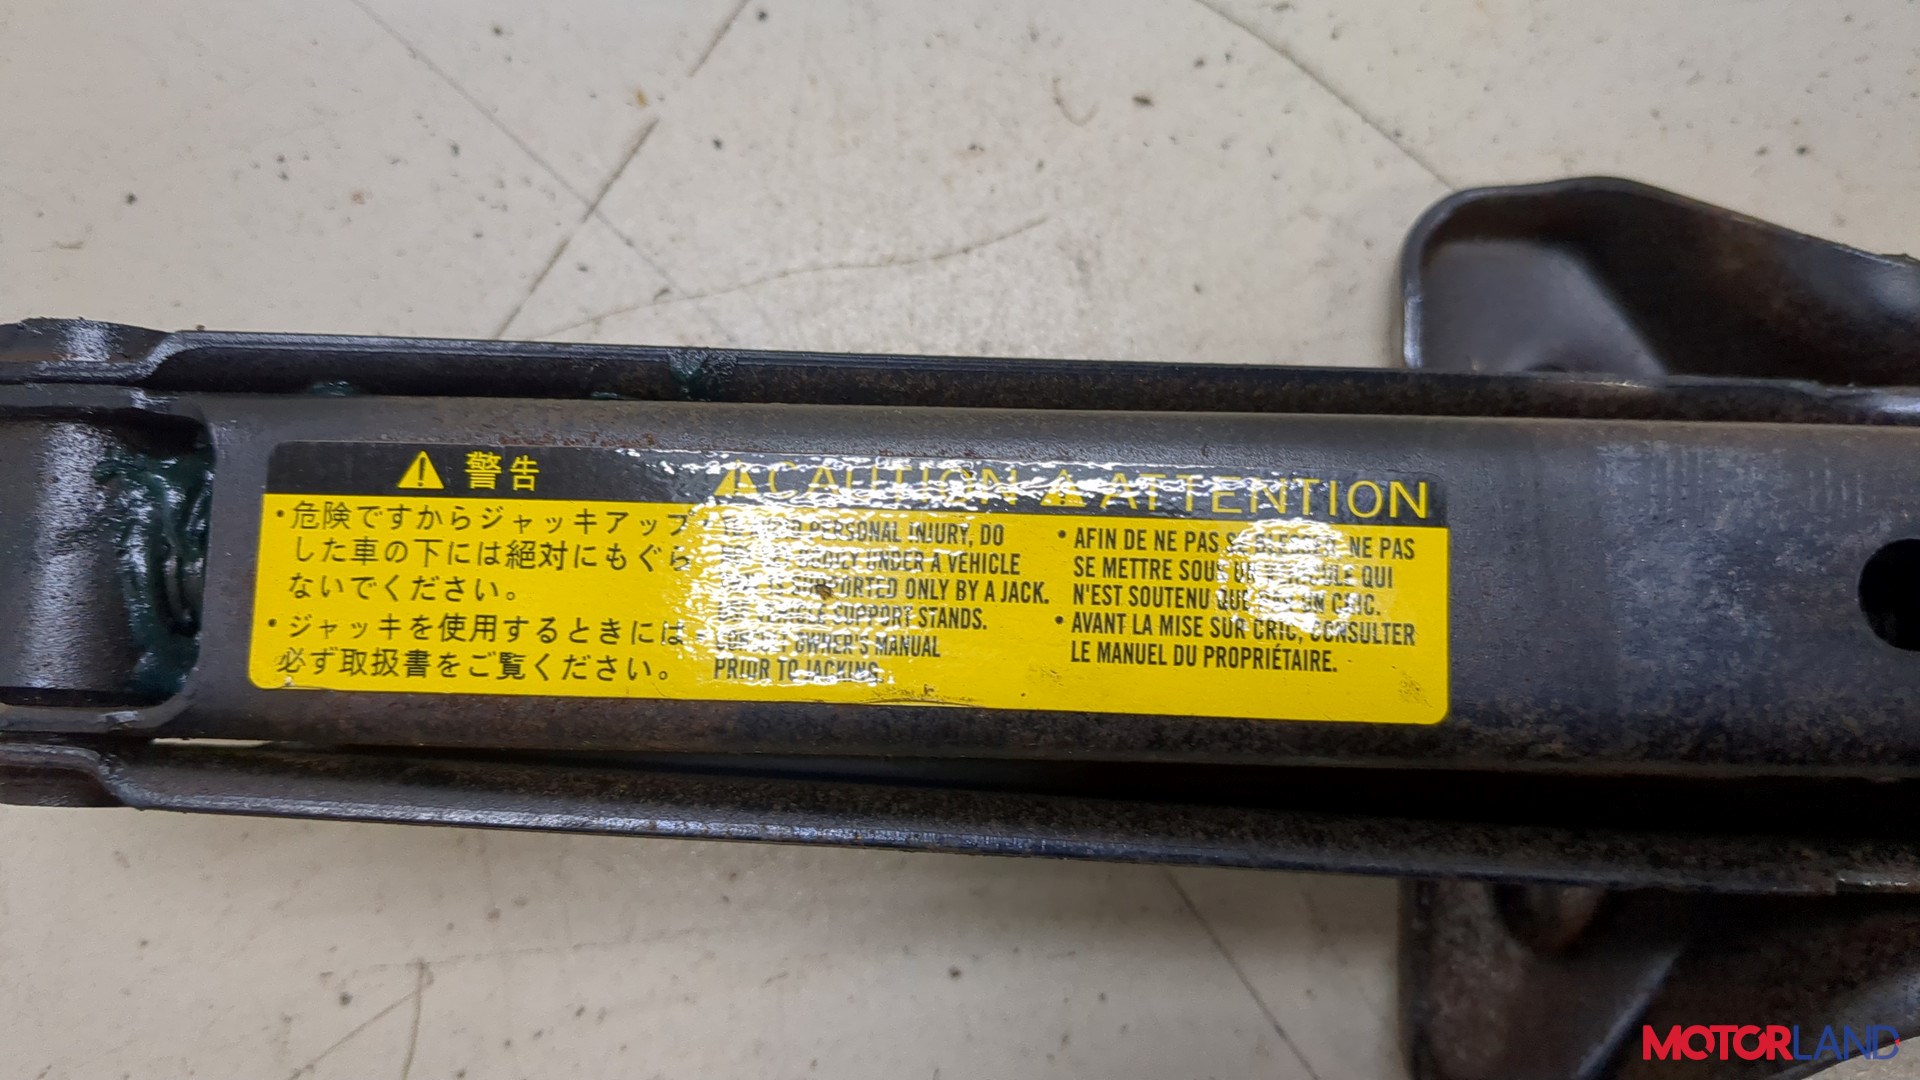 警告
・危険ですからジャッキアップ
した車の下には絶対にもぐら
ないでください。
・ジャッキを使用するときには
必ず取扱書をご覧ください。
CAUTION
PERSONAL INJURY, DO
BODILY UNDER A VEHICLE
SUPPORTED ONLY BY A JACK.
VEHICLE SUPPORT STANDS.
• CONSULT OWNER'S MANUAL
PRIOR TO JACKING
ATTENTION
• AFIN DE NE PAS SE BLESSER, NE PAS
SE METTRE SOUS UN VÉHICULE QUI
N'EST SOUTENU QUE PAR UN CRIC.
• AVANT LA MISE SUR CRIC, CONSULTER
LE MANUEL DU PROPRIÉTAIRE.
MOTORLAND